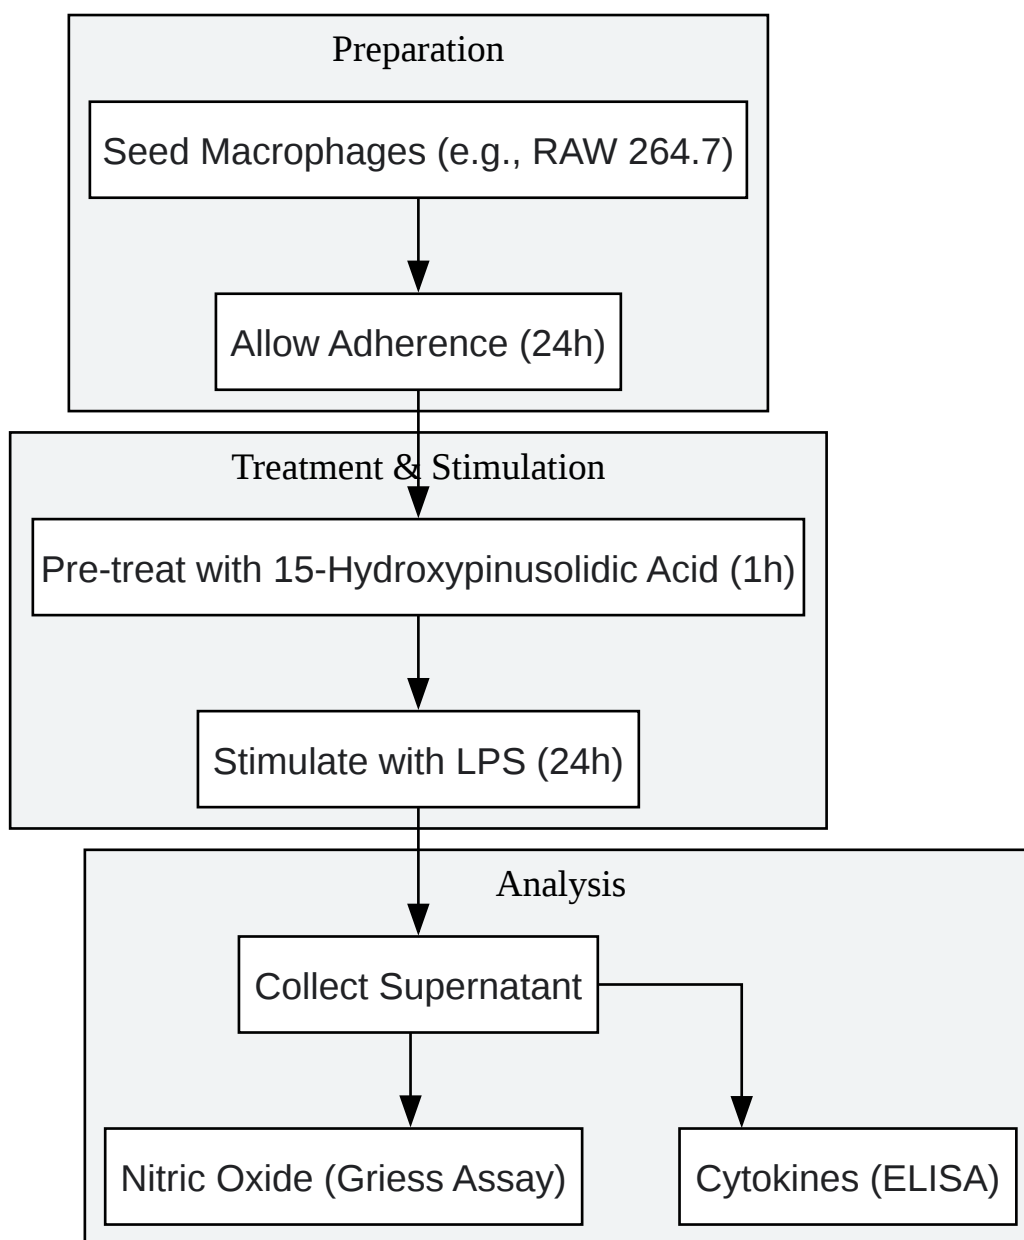 Preparation
Seed Macrophages (e.g., RAW 264.7)
Allow Adherence (24h)
Treatment & Stimulation
Pre-treat with 15-Hydroxypinusolidic Acid (1h)
Stimulate with LPS (24h)
Analysis
Collect Supernatant
Nitric Oxide (Griess Assay)
Cytokines (ELISA)